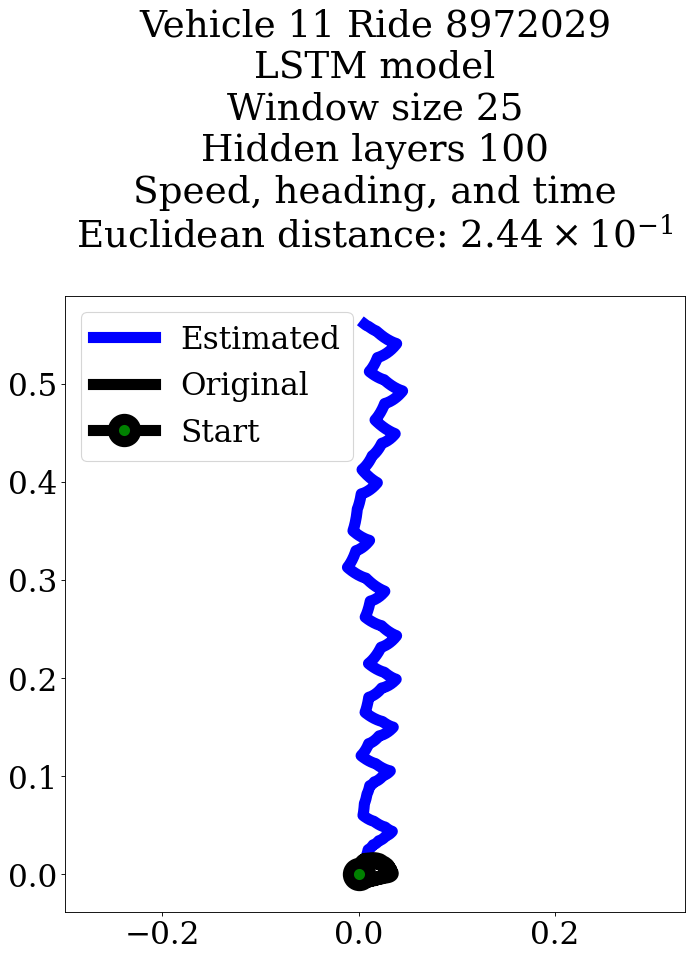 Vehicle 11 Ride 8972029
LSTM model
Window size 25
Hidden layers 100
Speed, heading, and time
Euclidean distance: 2.44 × 10⁻¹
Estimated
Original
Start
0.5
0.4
0.3
0.2
0.1
0.0
−0.2 0.0 0.2